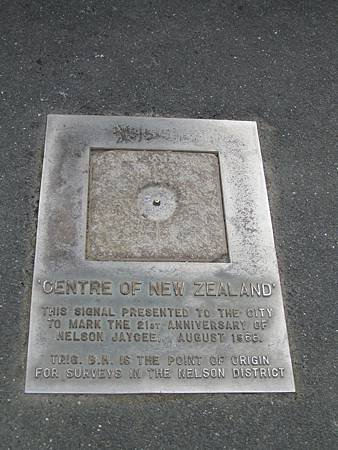 'CENTRE OF NEW ZEALAND'
THIS SIGNAL PRESENTED TO THE CITY
TO MARK THE 21ST ANNIVERSARY OF
NELSON JAYCEE, AUGUST
TRIG. B.M. IS THE POINT OF ORIGIN
FOR SURVEYS IN THE NELSON DISTRICT